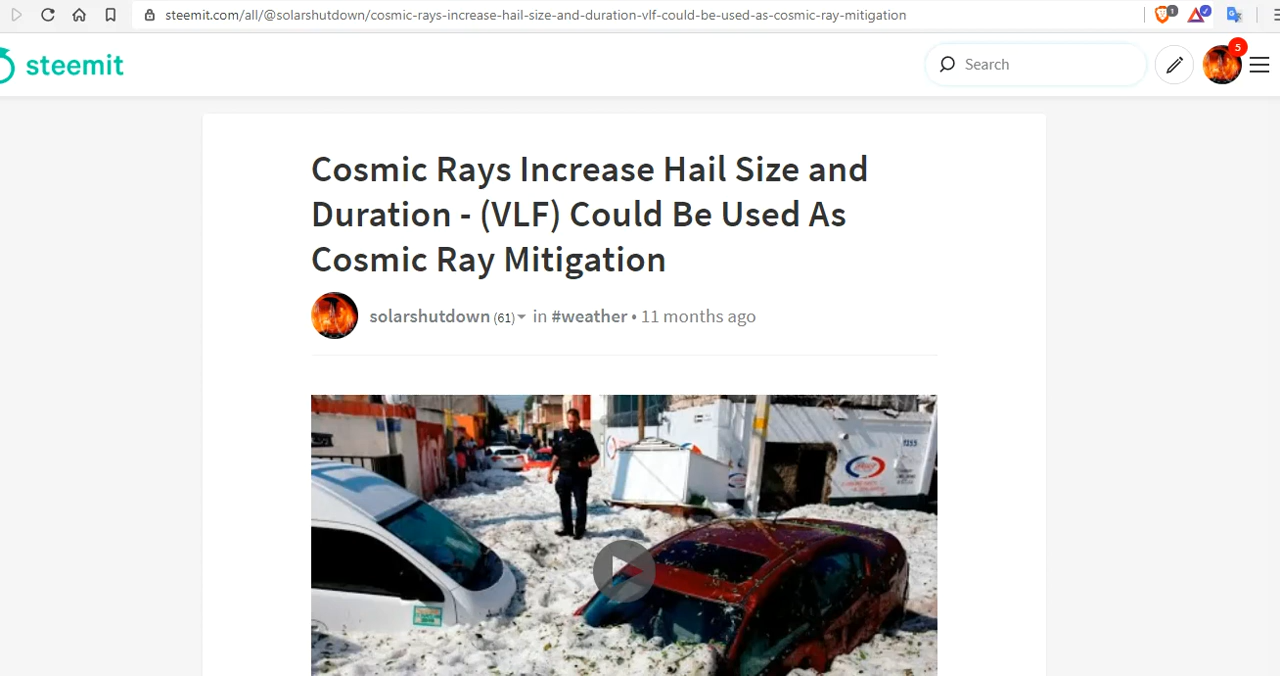 steemit.com/all/@solarshutdown/cosmic-rays-increase-hail-size-and-duration-vlf-could-be-used-as-cosmic-ray-mitigation
1
steemit
Search
5
Cosmic Rays Increase Hail Size and
Duration - (VLF) Could Be Used As
Cosmic Ray Mitigation
solarshutdown (61) in #weather • 11 months ago